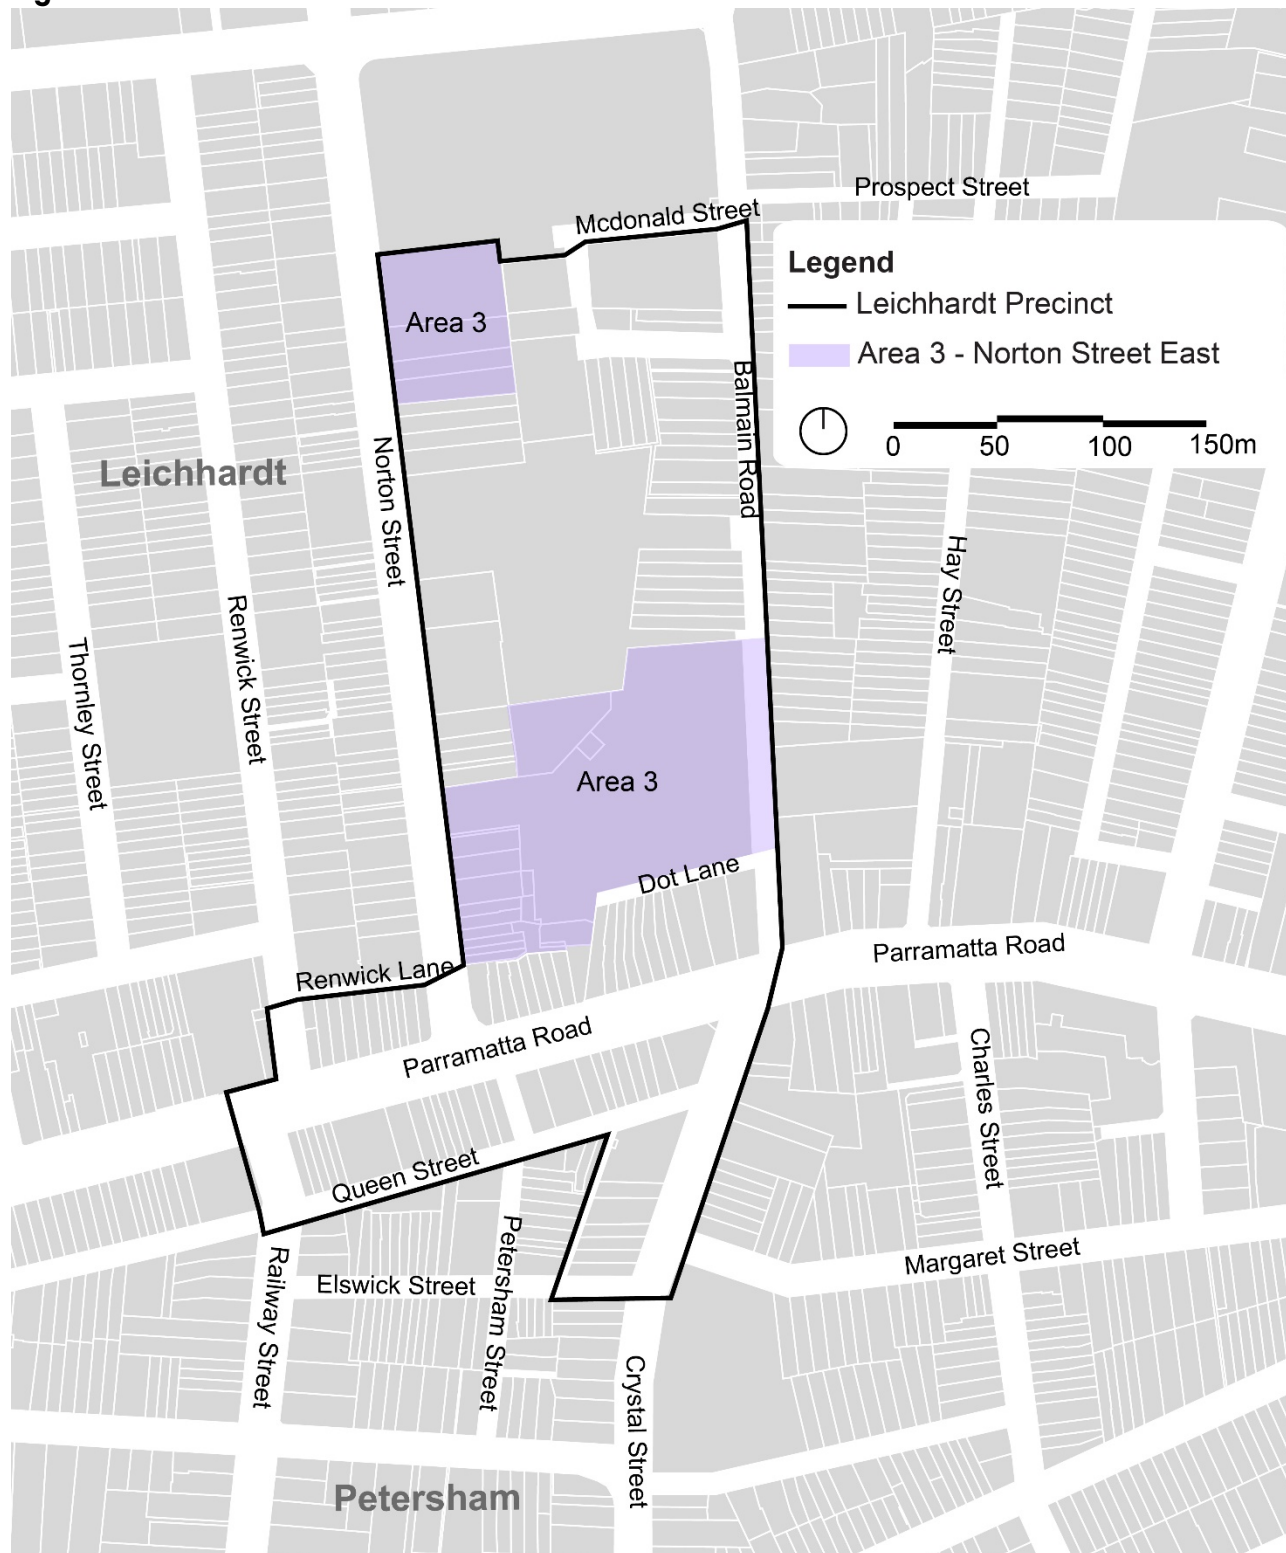 Prospect Street
Mcdonald Street
Legend
Leichhardt Precinct
Area 3 - Norton Street East
0 50 100 150m
Area 3
Balmain Road
Norton Street
Leichhardt
Hay Street
Renwick Street
Thornley Street
Area 3
Dot Lane
Parramatta Road
Renwick Lane
Parramatta Road
Charles Street
Queen Street
Petersham Street
Margaret Street
Elswick Street
Railway Street
Crystal Street
Petersham